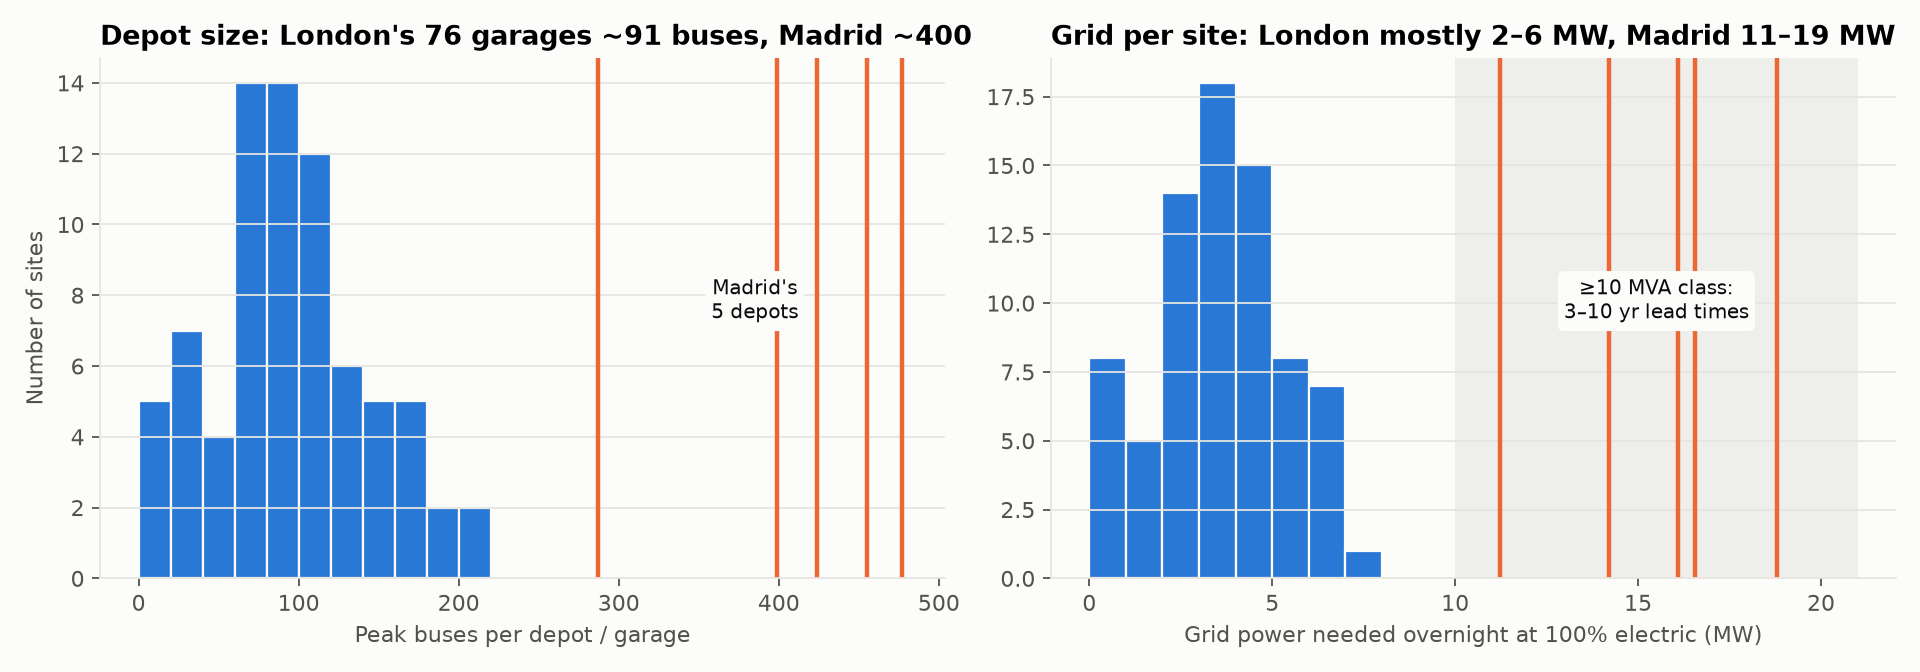 Depot size: London's 76 garages ~91 buses, Madrid ~400
Number of sites
14
12
10
8
6
4
2
0
Madrid's
5 depots
0 100 200 300 400 500
Peak buses per depot / garage
Grid per site: London mostly 2–6 MW, Madrid 11–19 MW
17.5
15.0
12.5
10.0
7.5
5.0
2.5
0.0
≥10 MVA class:
3–10 yr lead times
0 5 10 15 20
Grid power needed overnight at 100% electric (MW)